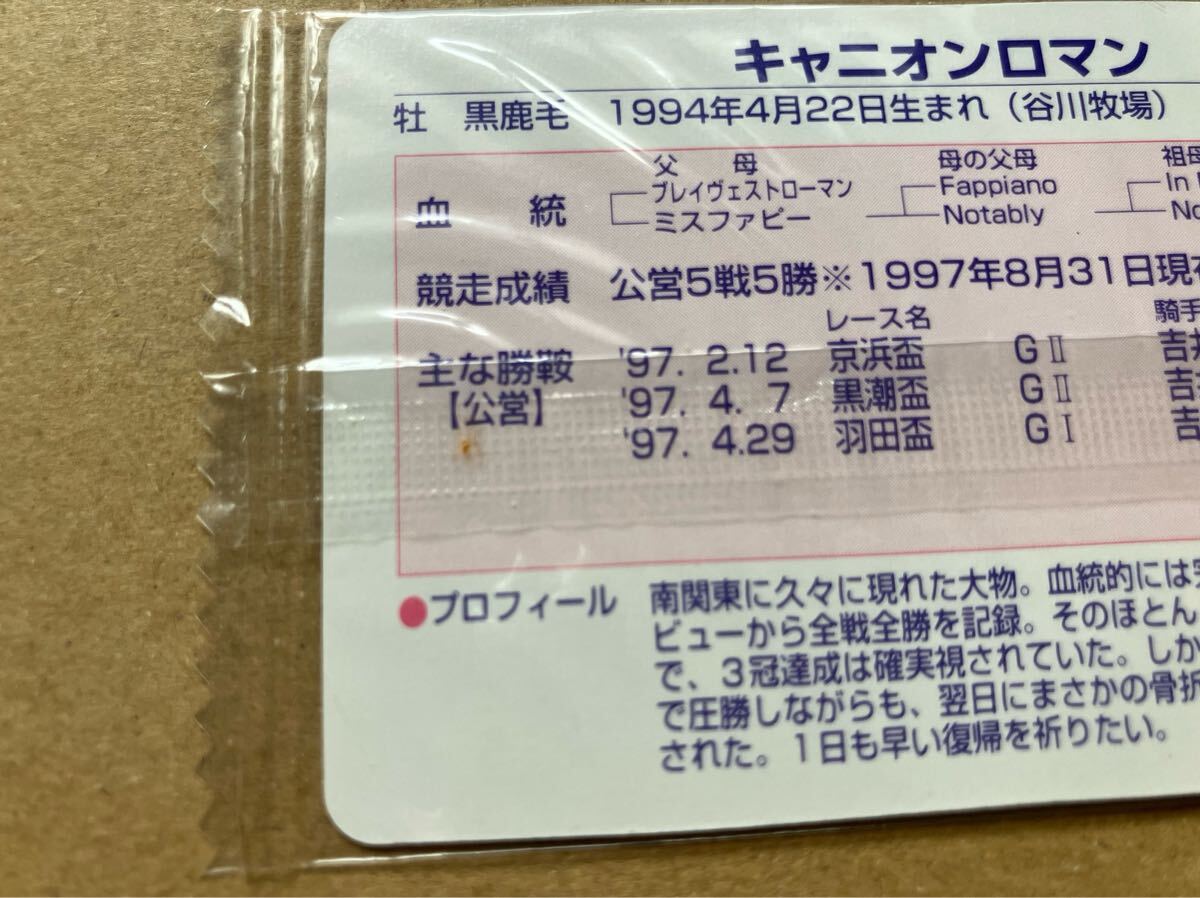 キャニオンロマン
牡 黒鹿毛 1994年4月22日生まれ（谷川牧場）
父 母 母の父母 祖母
血統 ブレイヴェストローマン Fappiano In
ミスファピー Notably No
競走成績 公営5戦5勝※1997年8月31日現在
レース名 騎手
主な勝鞍 '97. 2.12 京浜盃 GⅡ 吉井
【公営】 '97. 4. 7 黒潮盃 GⅡ 吉井
'97. 4.29 羽田盃 GⅠ 吉
●プロフィール 南関東に久々に現れた大物。血統的には
ビューから全戦全勝を記録。そのほとん
で、3冠達成は確実視されていた。しか
で圧勝しながらも、翌日にまさかの骨折
された。1日も早い復帰を祈りたい。